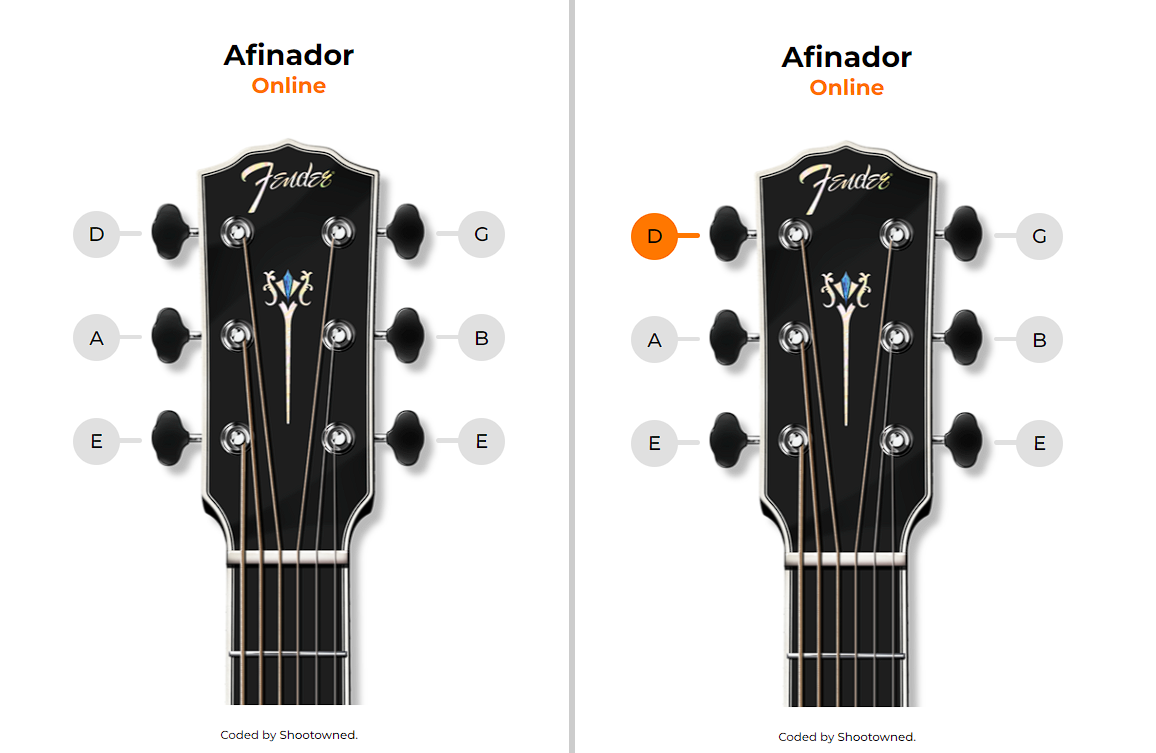 Afinador
Online
Fender
D
G
A
B
E
E
Coded by Shootowned.
Afinador
Online
Fender
D
G
A
B
E
E
Coded by Shootowned.